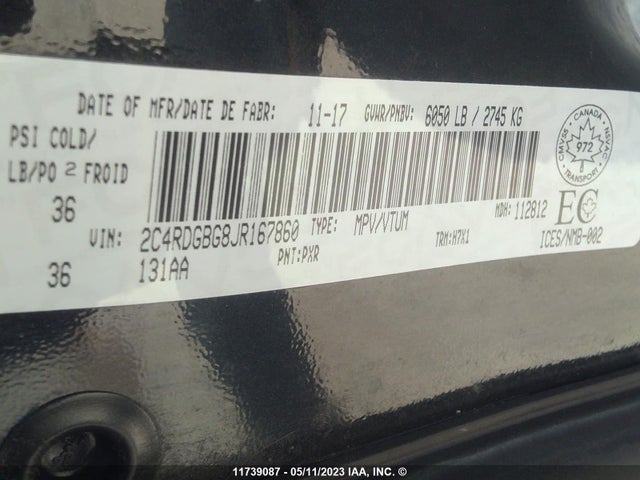 DATE OF MFR/DATE DE FABR: 11-17 GVWR/PNBV: 6050 LB / 2745 KG
PSI COLD/
LB/PO 2 FROID
36
36
VIN: 2C4RDGBG8JR167860 TYPE: MPV/VTUM MDH: 112812
131AA PNT:PXR TRM:H7X1
CMVSS · CANADA · NSVAC
972
TRANSPORT
EC
ICES/NMB-002
11739087 - 05/11/2023 IAA, INC. ©